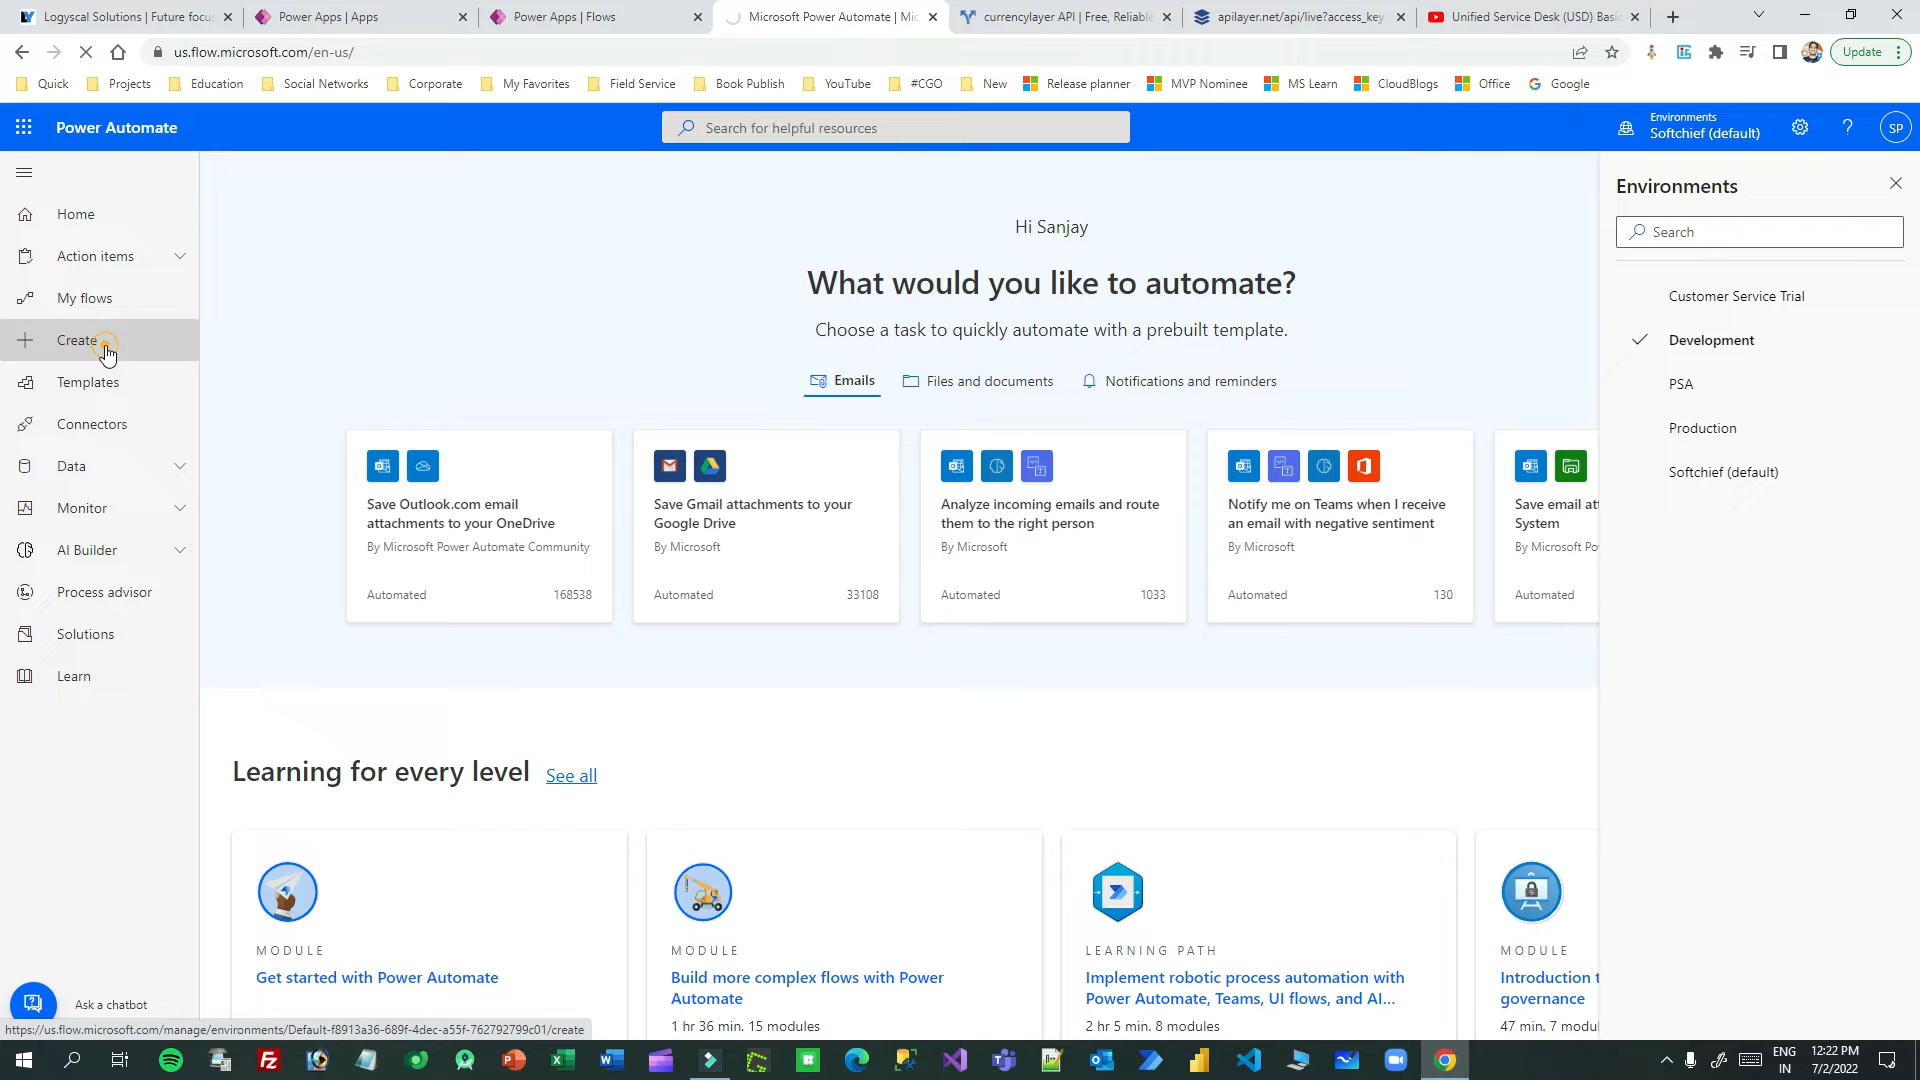 Logyscal Solutions | Future focu
Power Apps | Apps
Power Apps | Flows
Microsoft Power Automate | Mic
currencylayer API | Free, Reliable
apilayer.net/api/live?access_key
Unified Service Desk (USD) Basic
us.flow.microsoft.com/en-us/
Update
Quick
Projects
Education
Social Networks
Corporate
My Favorites
Field Service
Book Publish
YouTube
#CGO
New
Release planner
MVP Nominee
MS Learn
CloudBlogs
Office
Google
Power Automate
Search for helpful resources
Environments
Softchief (default)
SP
Home
Action items
My flows
Create
Templates
Connectors
Data
Monitor
AI Builder
Process advisor
Solutions
Learn
Ask a chatbot
Hi Sanjay
What would you like to automate?
Choose a task to quickly automate with a prebuilt template.
Emails
Files and documents
Notifications and reminders
Save Outlook.com email
attachments to your OneDrive
By Microsoft Power Automate Community
Automated 168538
Save Gmail attachments to your
Google Drive
By Microsoft
Automated 33108
Analyze incoming emails and route
them to the right person
By Microsoft
Automated 1033
Notify me on Teams when I receive
an email with negative sentiment
By Microsoft
Automated 130
Save email at
System
By Microsoft Po
Automated
Learning for every level See all
MODULE
Get started with Power Automate
MODULE
Build more complex flows with Power
Automate
1 hr 36 min. 15 modules
LEARNING PATH
Implement robotic process automation with
Power Automate, Teams, UI flows, and AI...
2 hr 5 min. 8 modules
MODULE
Introduction t
governance
47 min. 7 modul
Environments
Search
Customer Service Trial
Development
PSA
Production
Softchief (default)
https://us.flow.microsoft.com/manage/environments/Default-f8913a36-689f-4dec-a55f-762792799c01/create
ENG
IN
12:22 PM
7/2/2022